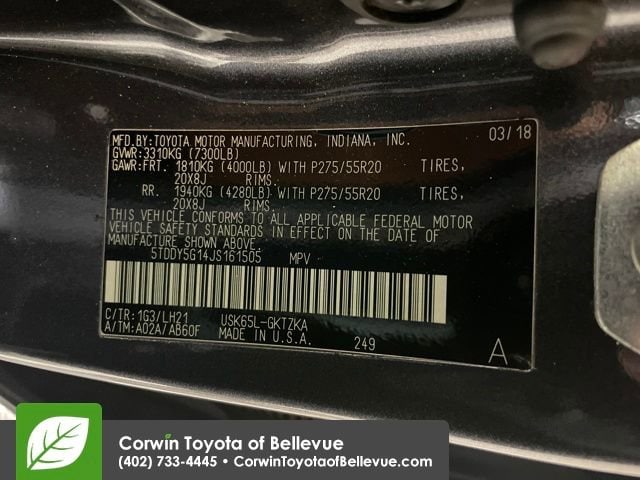 MFD.BY:TOYOTA MOTOR MANUFACTURING, INDIANA, INC. 03/18
GVWR:3310KG (7300LB)
GAWR:FRT. 1810KG (4000LB) WITH P275/55R20 TIRES,
20X8J RIMS.
RR. 1940KG (4280LB) WITH P275/55R20 TIRES,
20X8J RIMS.
THIS VEHICLE CONFORMS TO ALL APPLICABLE FEDERAL MOTOR
VEHICLE SAFETY STANDARDS IN EFFECT ON THE DATE OF
MANUFACTURE SHOWN ABOVE.
5TDDY5G14JS161505 MPV
C/TR:1G3/LH21 USK65L-GKTZKA
A/TM:A02A/AB60F MADE IN U.S.A. 249 A
Corwin Toyota of Bellevue
(402) 733-4445 • CorwinToyotaofBellevue.com